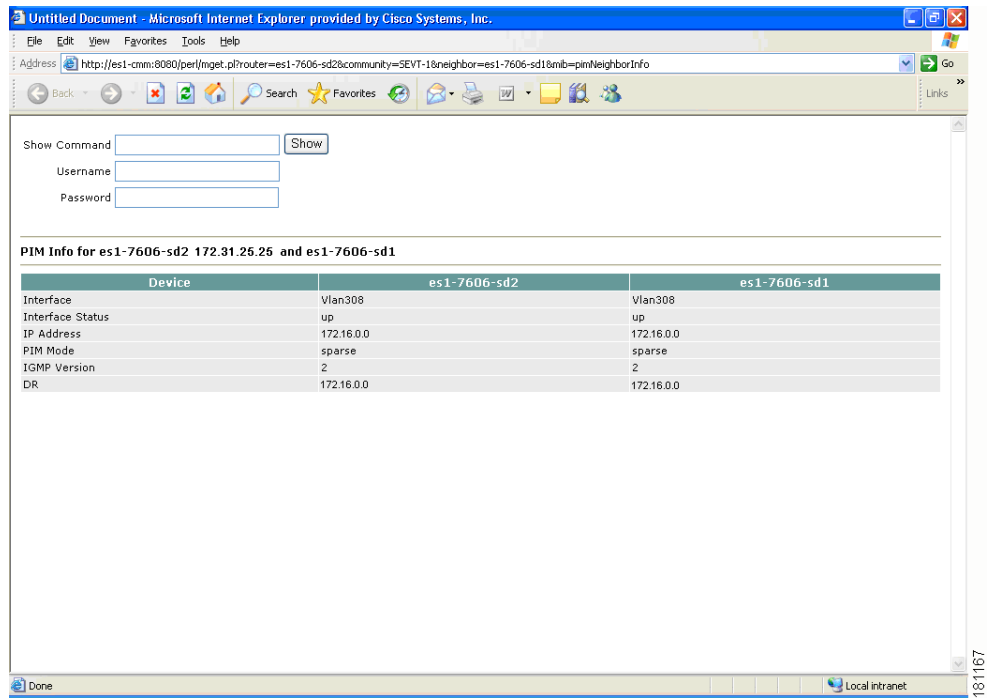 Untitled Document - Microsoft Internet Explorer provided by Cisco Systems, Inc.
File Edit View Favorites Tools Help
Address http://es1-cmm:8080/perl/mget.pl?router=es1-7606-sd2&community=SEVT-1&neighbor=es1-7606-sd1&mib=pimNeighborInfo Go
Back Search Favorites W Links »
Show Command Show
Username
Password
PIM Info for es1-7606-sd2 172.31.25.25 and es1-7606-sd1
Device es1-7606-sd2 es1-7606-sd1
Interface Vlan308 Vlan308
Interface Status up up
IP Address 172.16.0.0 172.16.0.0
PIM Mode sparse sparse
IGMP Version 2 2
DR 172.16.0.0 172.16.0.0
Done Local intranet
181167